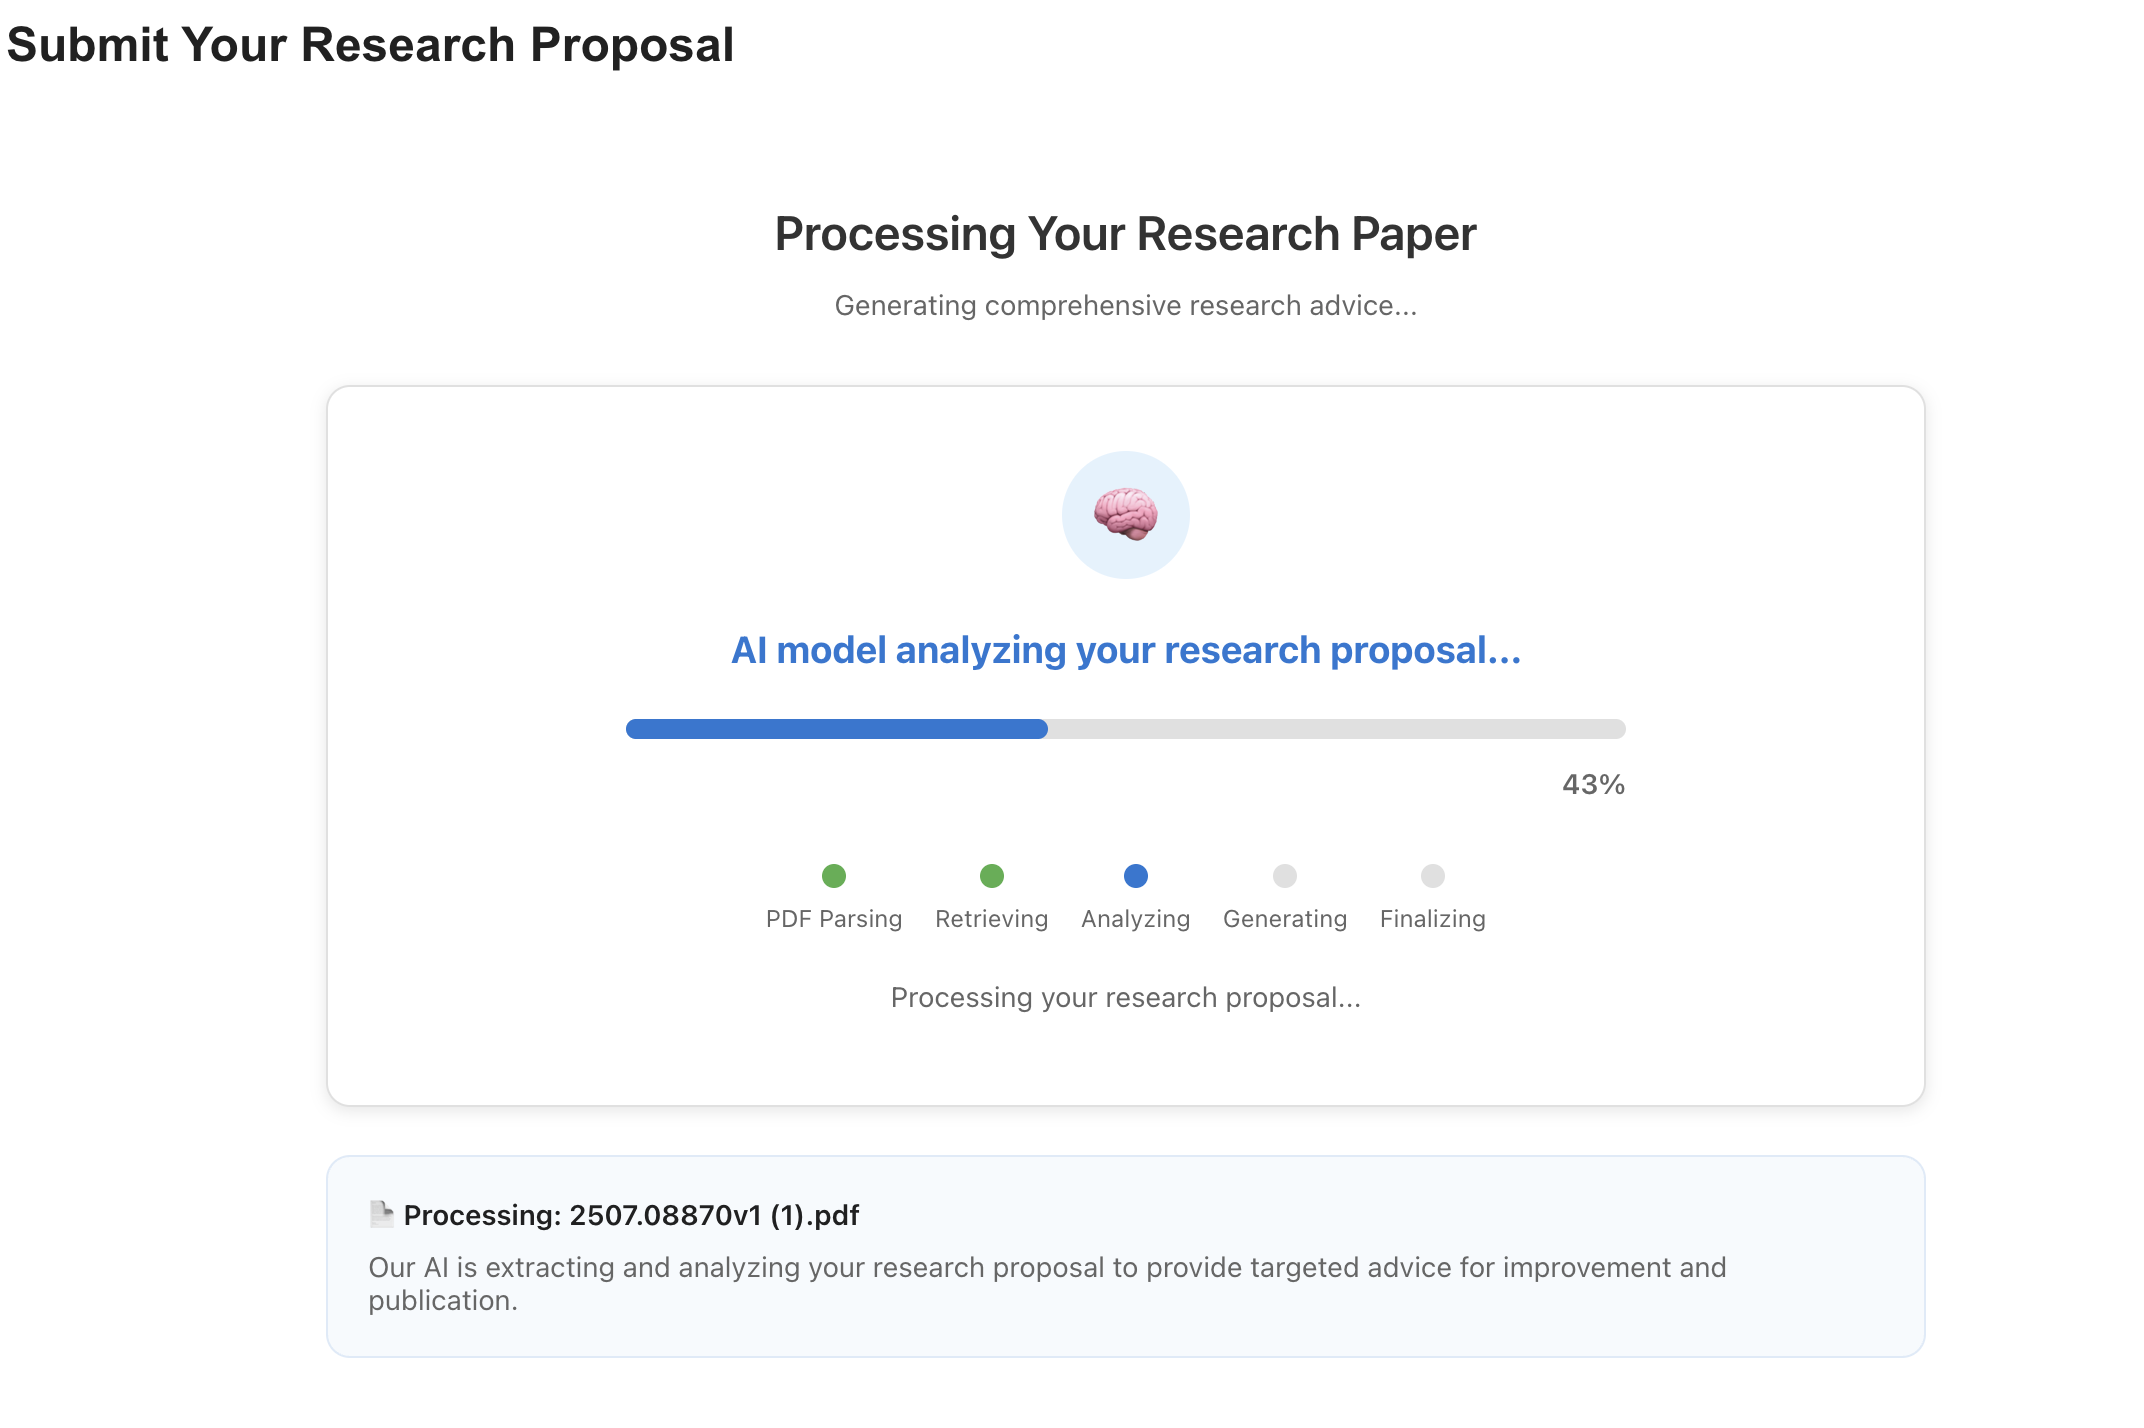 Submit Your Research Proposal
Processing Your Research Paper
Generating comprehensive research advice...
AI model analyzing your research proposal...
43%
PDF Parsing Retrieving Analyzing Generating Finalizing
Processing your research proposal...
Processing: 2507.08870v1 (1).pdf
Our AI is extracting and analyzing your research proposal to provide targeted advice for improvement and
publication.